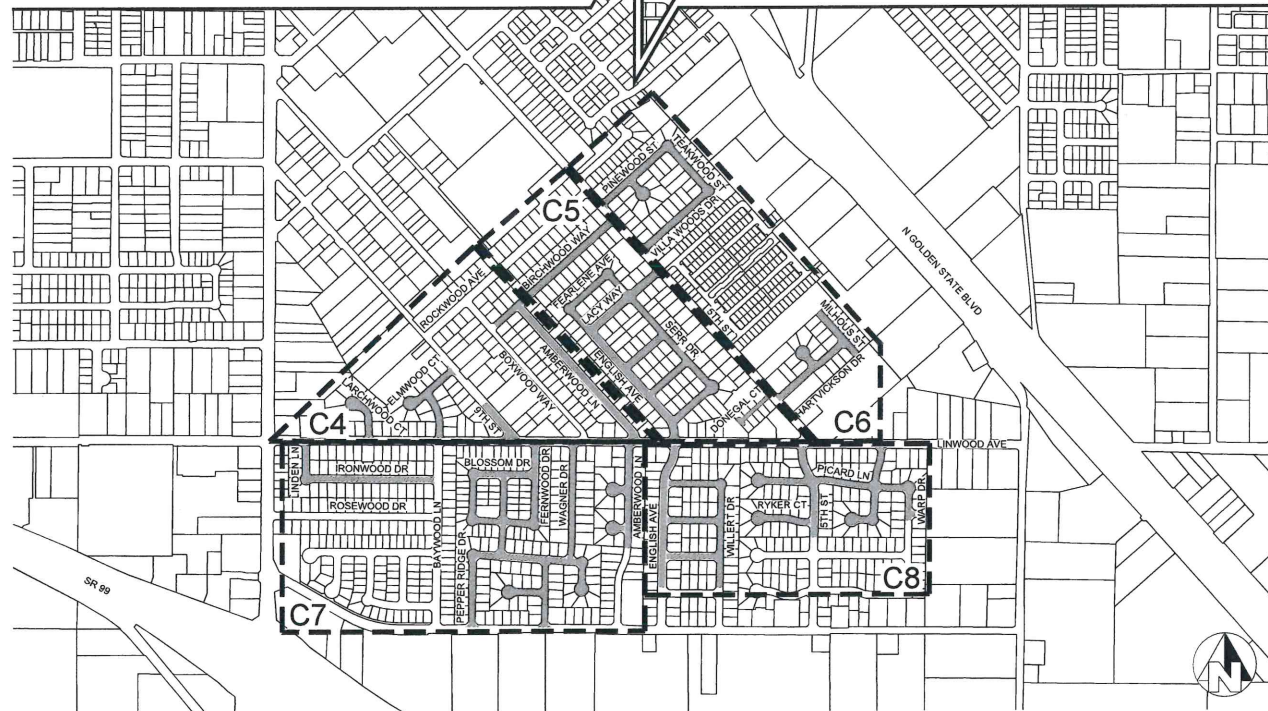 TEAKWOOD ST
PINEWOOD ST
C5
VILLA WOODS DR
BIRCHWOOD WAY
N GOLDEN STATE BLVD
FEARLENE AVE
ROCKWOOD AVE
LACY WAY
5TH ST
SERR DR
MILHOUS ST
AMBERWOOD LN
ENGLISH AVE
BOXWOOD WAY
ELMWOOD CT
LARCHWOOD CT
HARTVICKSON DR
DONEGAL CT
9TH ST
C4
C6
LINWOOD AVE
LINDEN LN
IRONWOOD DR
BLOSSOM DR
FERNWOOD DR
WAGNER DR
AMBERWOOD LN
ENGLISH AVE
WILLERT DR
PICARD LN
RYKER CT
5TH ST
WARP DR
ROSEWOOD DR
BAYWOOD LN
PEPPER RIDGE DR
SR 99
C7
C8
N